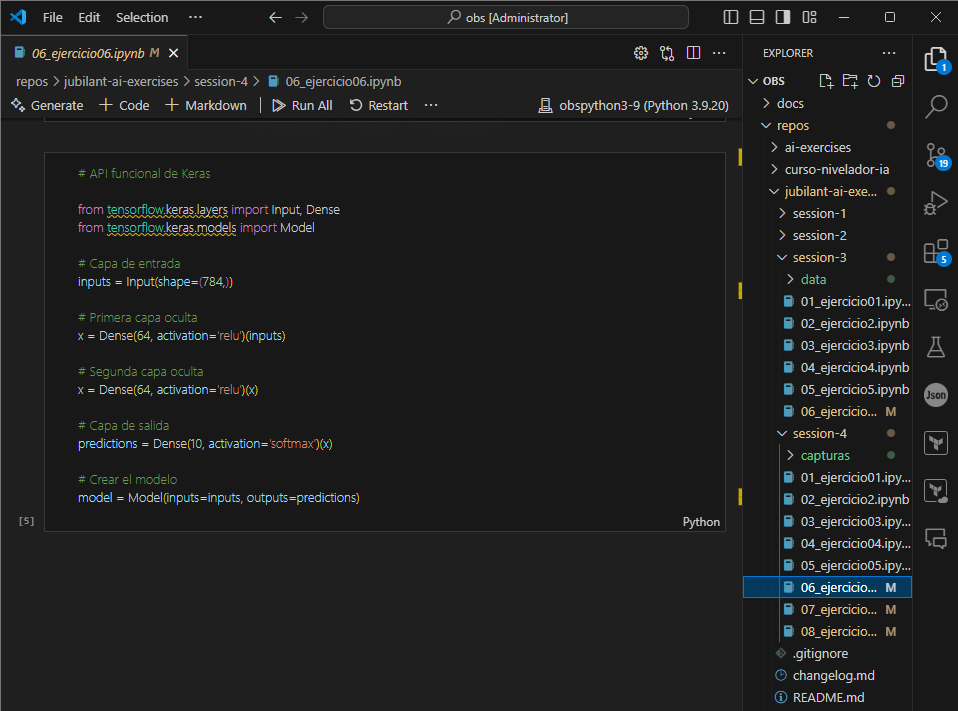 File Edit Selection ··· obs [Administrator]
06_ejercicio06.ipynb M
repos > jubilant-ai-exercises > session-4 > 06_ejercicio06.ipynb
Generate + Code + Markdown | Run All Restart ··· obspython3-9 (Python 3.9.20)
# API funcional de Keras
from tensorflow.keras.layers import Input, Dense
from tensorflow.keras.models import Model
# Capa de entrada
inputs = Input(shape=(784,))
# Primera capa oculta
x = Dense(64, activation='relu')(inputs)
# Segunda capa oculta
x = Dense(64, activation='relu')(x)
# Capa de salida
predictions = Dense(10, activation='softmax')(x)
# Crear el modelo
model = Model(inputs=inputs, outputs=predictions)
[5]
Python
EXPLORER ···
OBS
docs
repos
ai-exercises
curso-nivelador-ia
jubilant-ai-exe...
session-1
session-2
session-3
data
01_ejercicio01.ipy...
02_ejercicio2.ipynb
03_ejercicio3.ipynb
04_ejercicio4.ipynb
05_ejercicio5.ipynb
06_ejercicio... M
session-4
capturas
01_ejercicio01.ipy...
02_ejercicio2.ipynb
03_ejercicio03.ipy...
04_ejercicio04.ipy...
05_ejercicio05.ipy...
06_ejercicio... M
07_ejercicio... M
08_ejercicio... M
.gitignore
changelog.md
README.md
1
19
5
Json